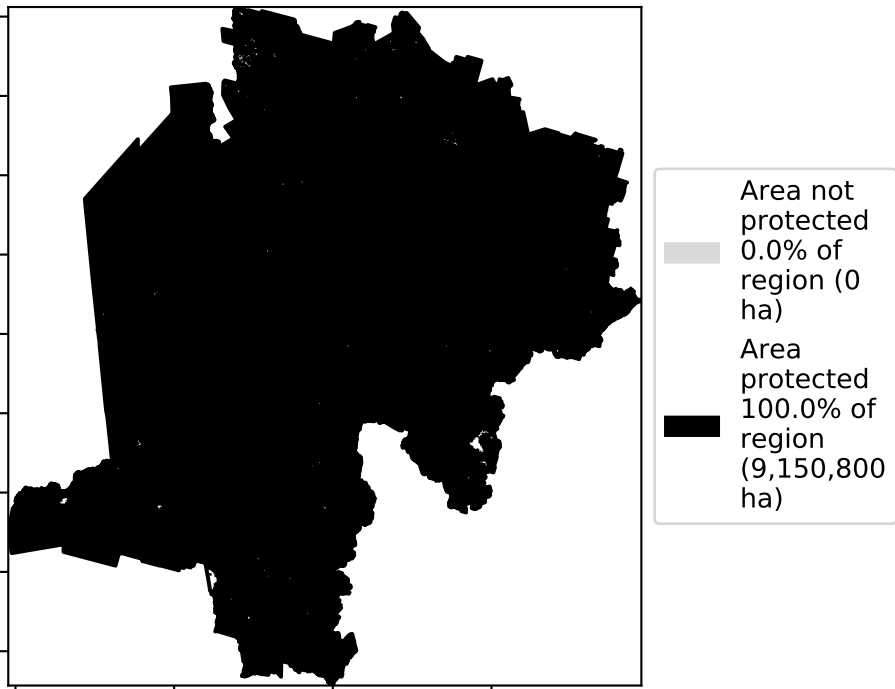 Area not
protected
0.0% of
region (0
ha)
Area
protected
100.0% of
region
(9,150,800
ha)